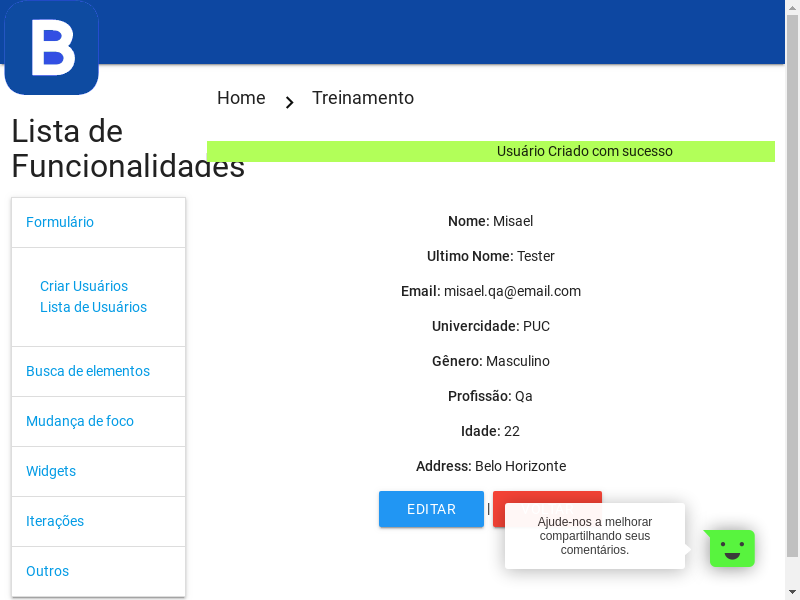 B
Home
Treinamento
Lista de
Funcionalidades
Usuário Criado com sucesso
Formulário
Criar Usuários
Lista de Usuários
Busca de elementos
Mudança de foco
Widgets
Iterações
Outros
Nome: Misael
Ultimo Nome: Tester
Email: misael.qa@email.com
Univercidade: PUC
Gênero: Masculino
Profissão: Qa
Idade: 22
Address: Belo Horizonte
EDITAR |
Ajude-nos a melhorar
compartilhando seus
comentários.